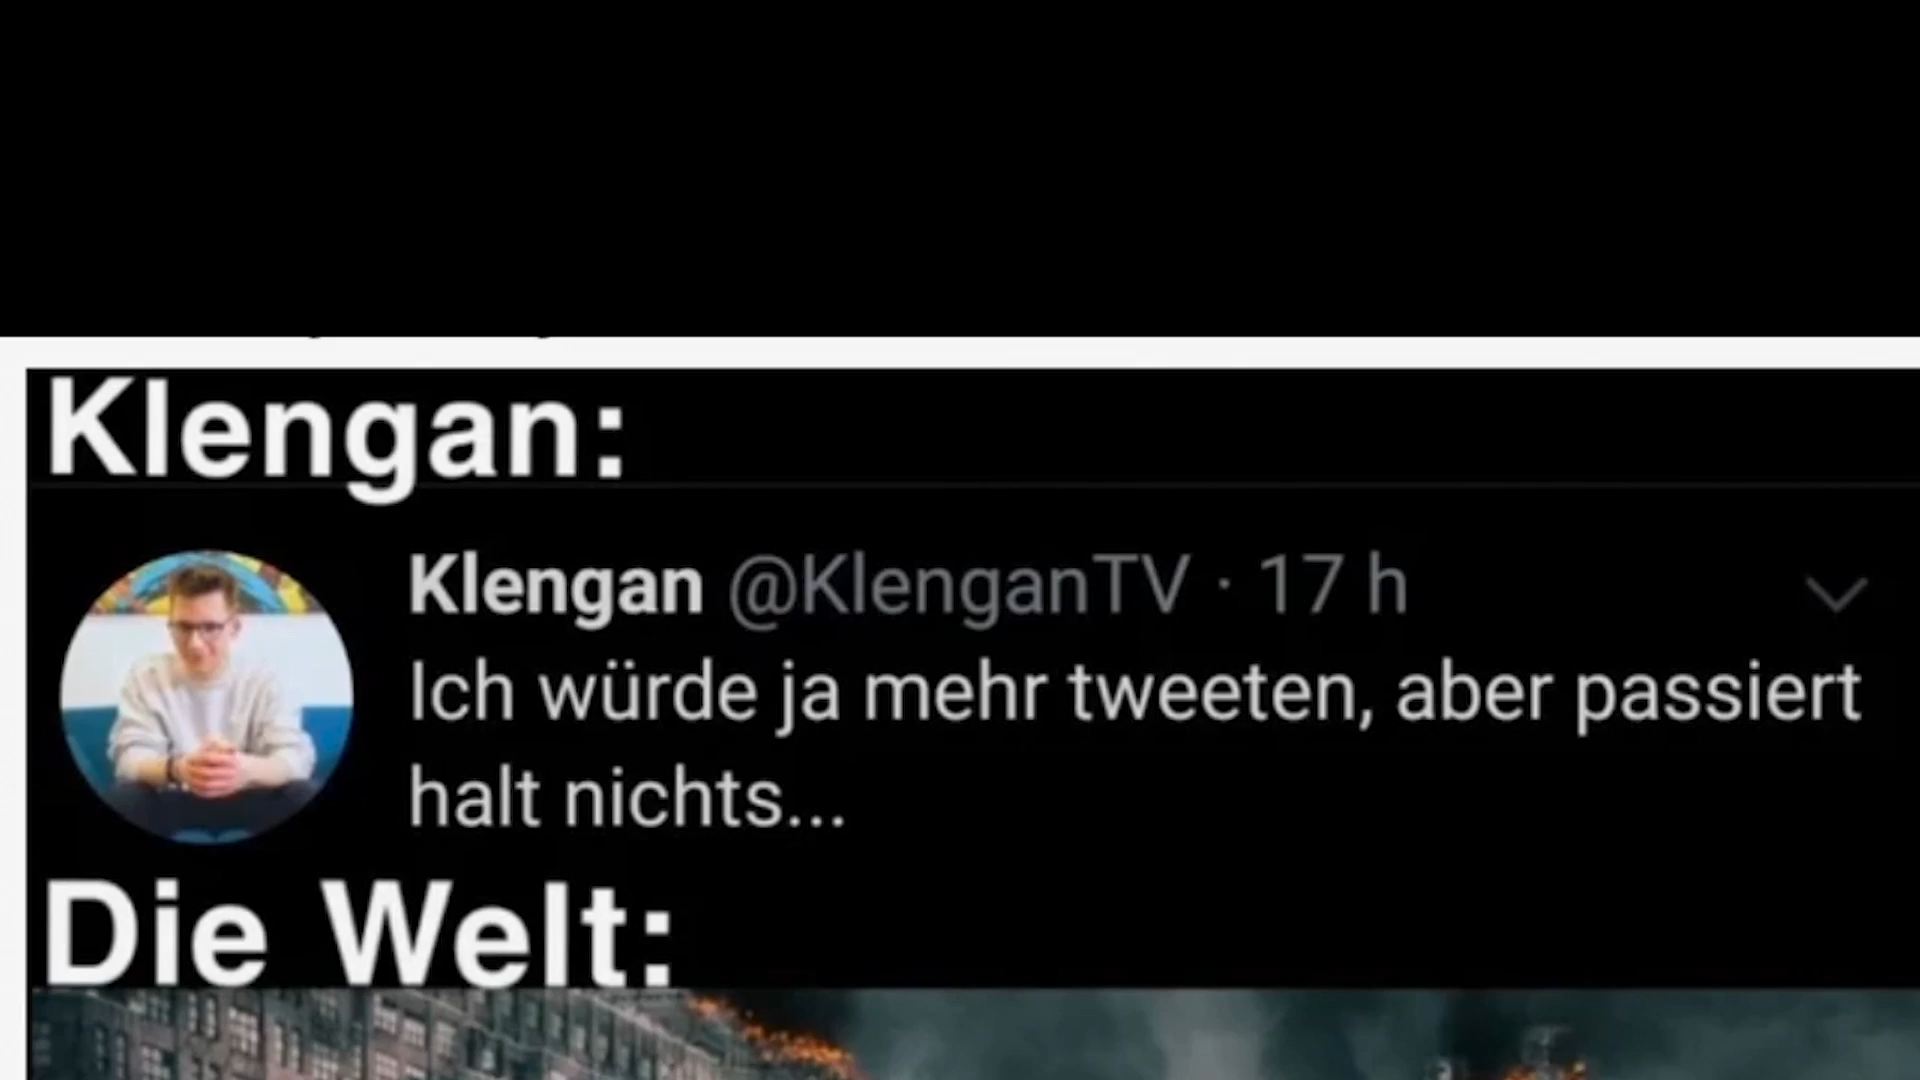 Klengan:
Klengan @KlenganTV · 17 h
Ich würde ja mehr tweeten, aber passiert
halt nichts...
Die Welt: